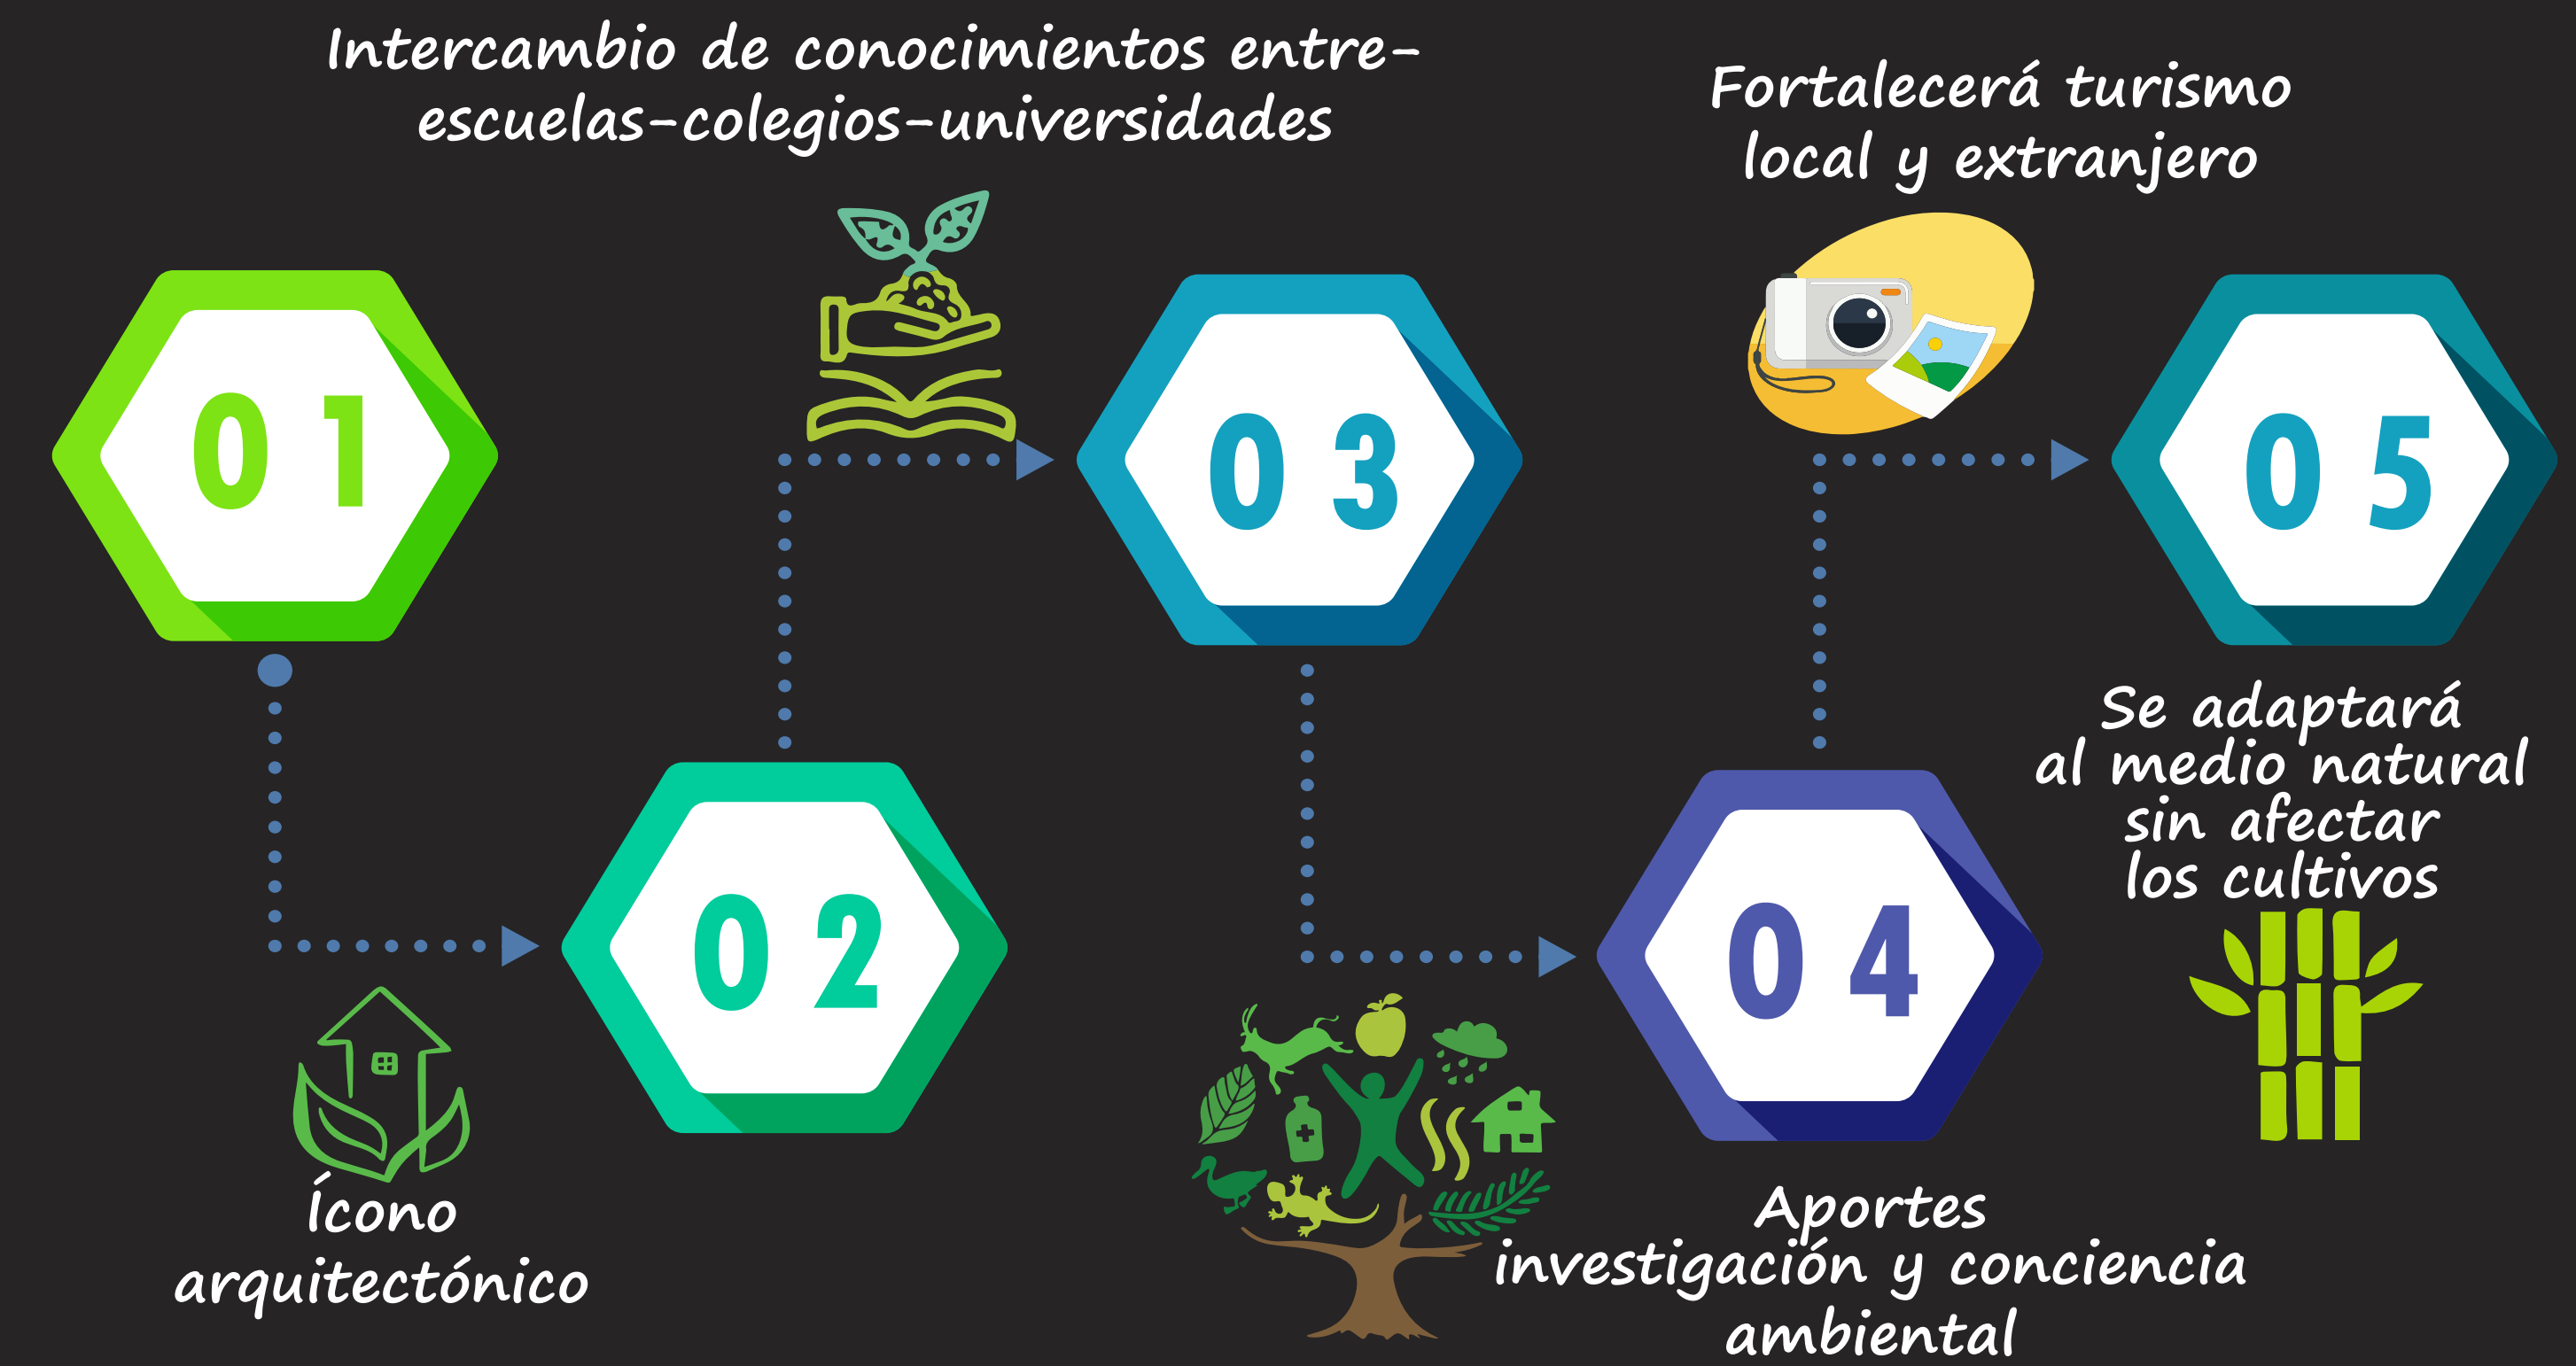 Intercambio de conocimientos entre-
escuelas-colegios-universidades
Fortalecerá turismo
local y extranjero
01
03
05
Se adaptará
al medio natural
sin afectar
los cultivos
02
04
Ícono
arquitectónico
Aportes
investigación y conciencia
ambiental